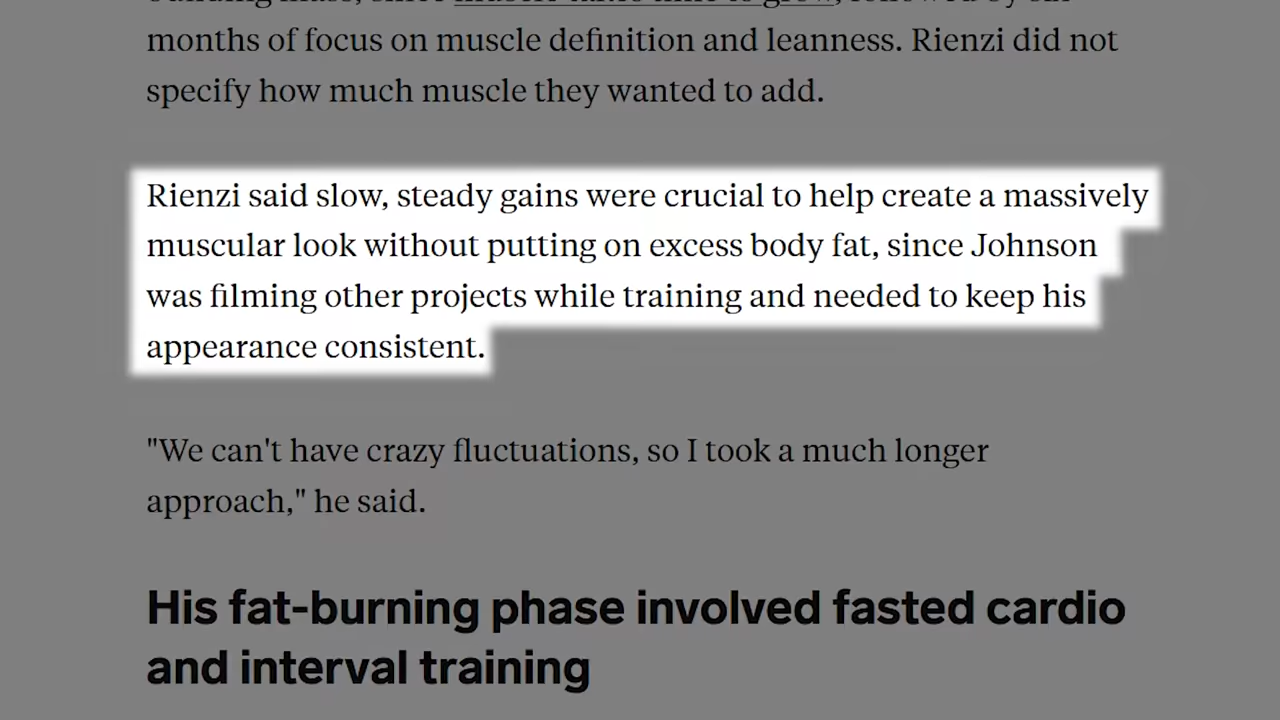 months of focus on muscle definition and leanness. Rienzi did not
specify how much muscle they wanted to add.
Rienzi said slow, steady gains were crucial to help create a massively
muscular look without putting on excess body fat, since Johnson
was filming other projects while training and needed to keep his
appearance consistent.
"We can't have crazy fluctuations, so I took a much longer
approach," he said.
His fat-burning phase involved fasted cardio
and interval training